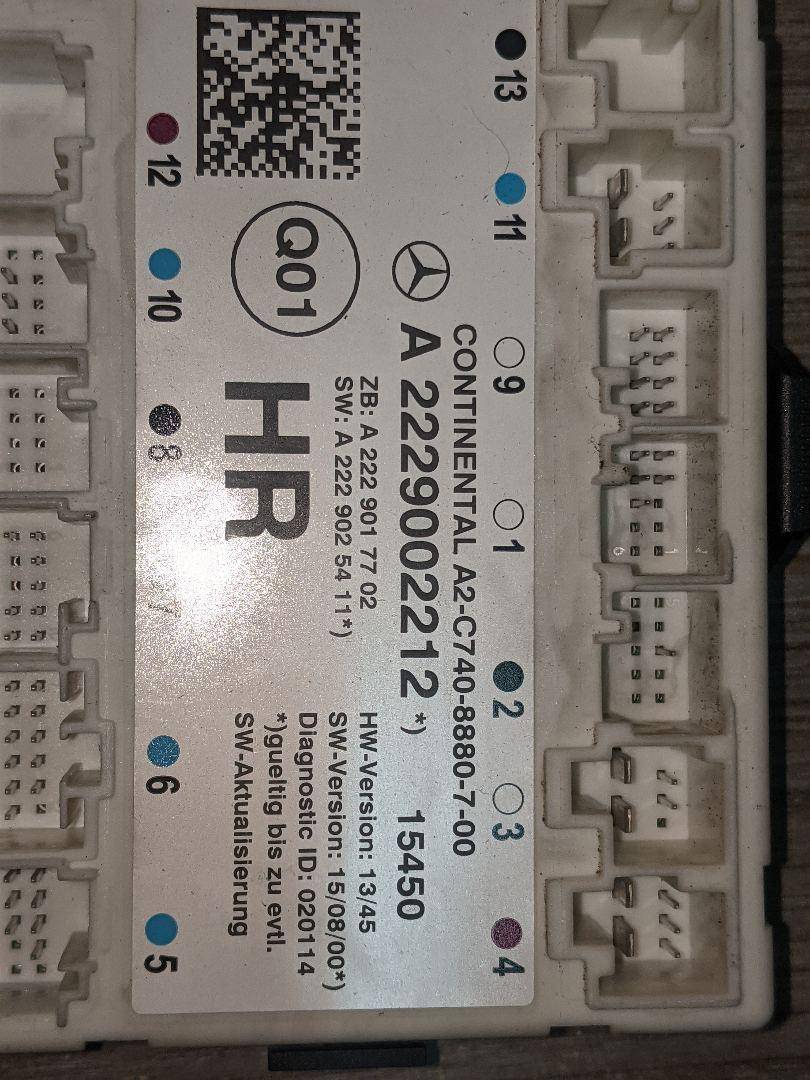 13
11
9
1
2
3
4
CONTINENTAL A2-C740-8880-7-00
A 2229002212 *) 15450
ZB: A 222 901 77 02
SW: A 222 902 54 11*)
HW-Version: 13/45
SW-Version: 15/08/00*)
Diagnostic ID: 020114
*)gueltig bis zu evtl.
SW-Aktualisierung
Q01
HR
12
10
8
7
6
5